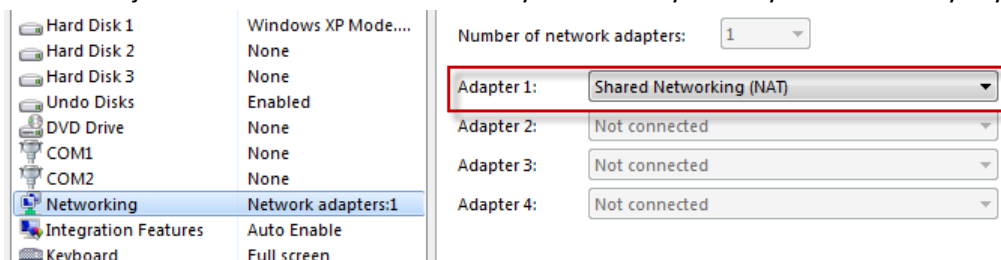 Hard Disk 1 Windows XP Mode....
Hard Disk 2 None
Hard Disk 3 None
Undo Disks Enabled
DVD Drive None
COM1 None
COM2 None
Networking Network adapters:1
Integration Features Auto Enable
Keyboard Full screen
Number of network adapters: 1
Adapter 1: Shared Networking (NAT)
Adapter 2: Not connected
Adapter 3: Not connected
Adapter 4: Not connected